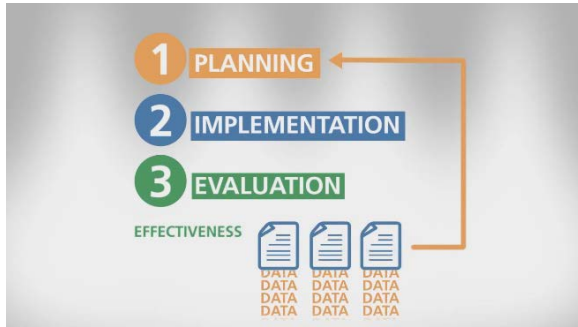 1 PLANNING
2 IMPLEMENTATION
3 EVALUATION
EFFECTIVENESS
DATA DATA DATA
DATA DATA DATA
DATA DATA DATA
DATA DATA DATA